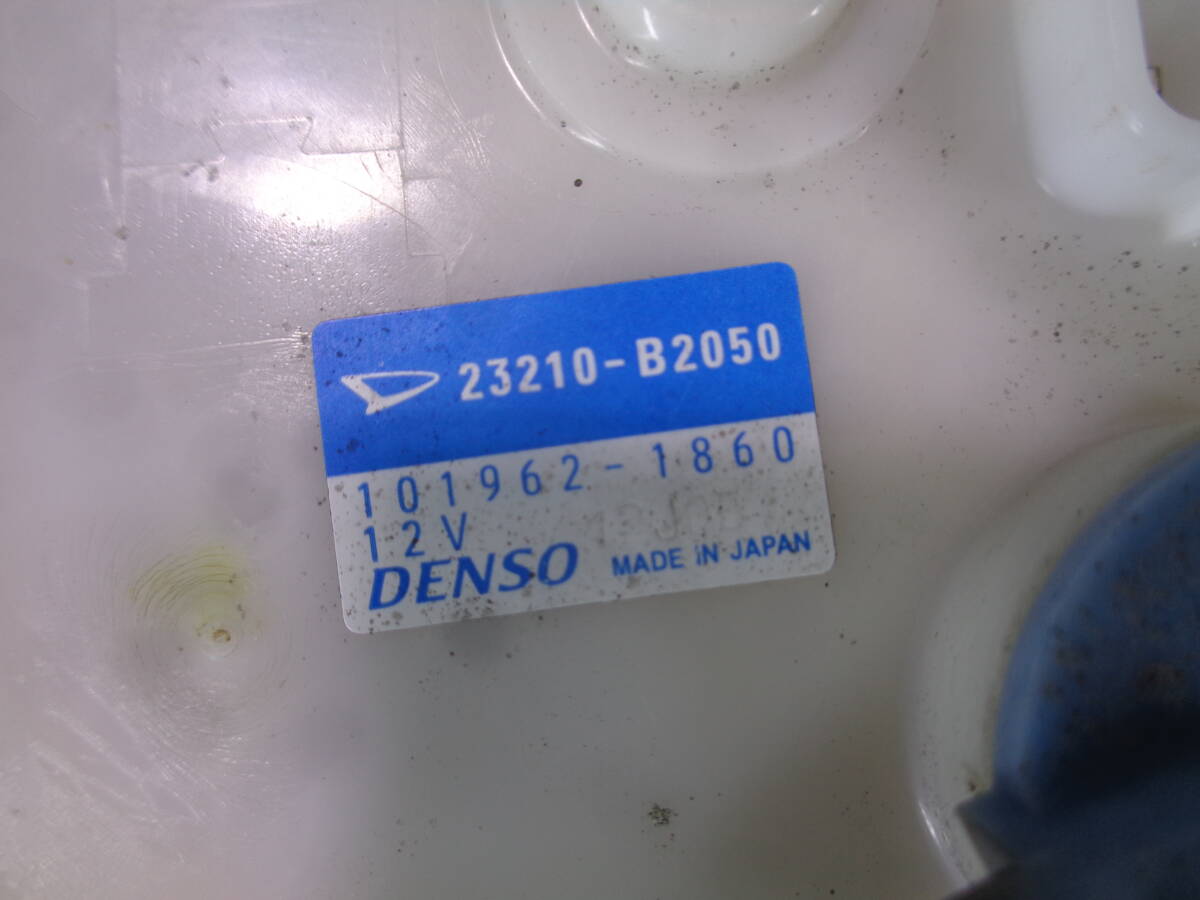 23210-B2050
101962-1860
12V
DENSO MADE IN JAPAN